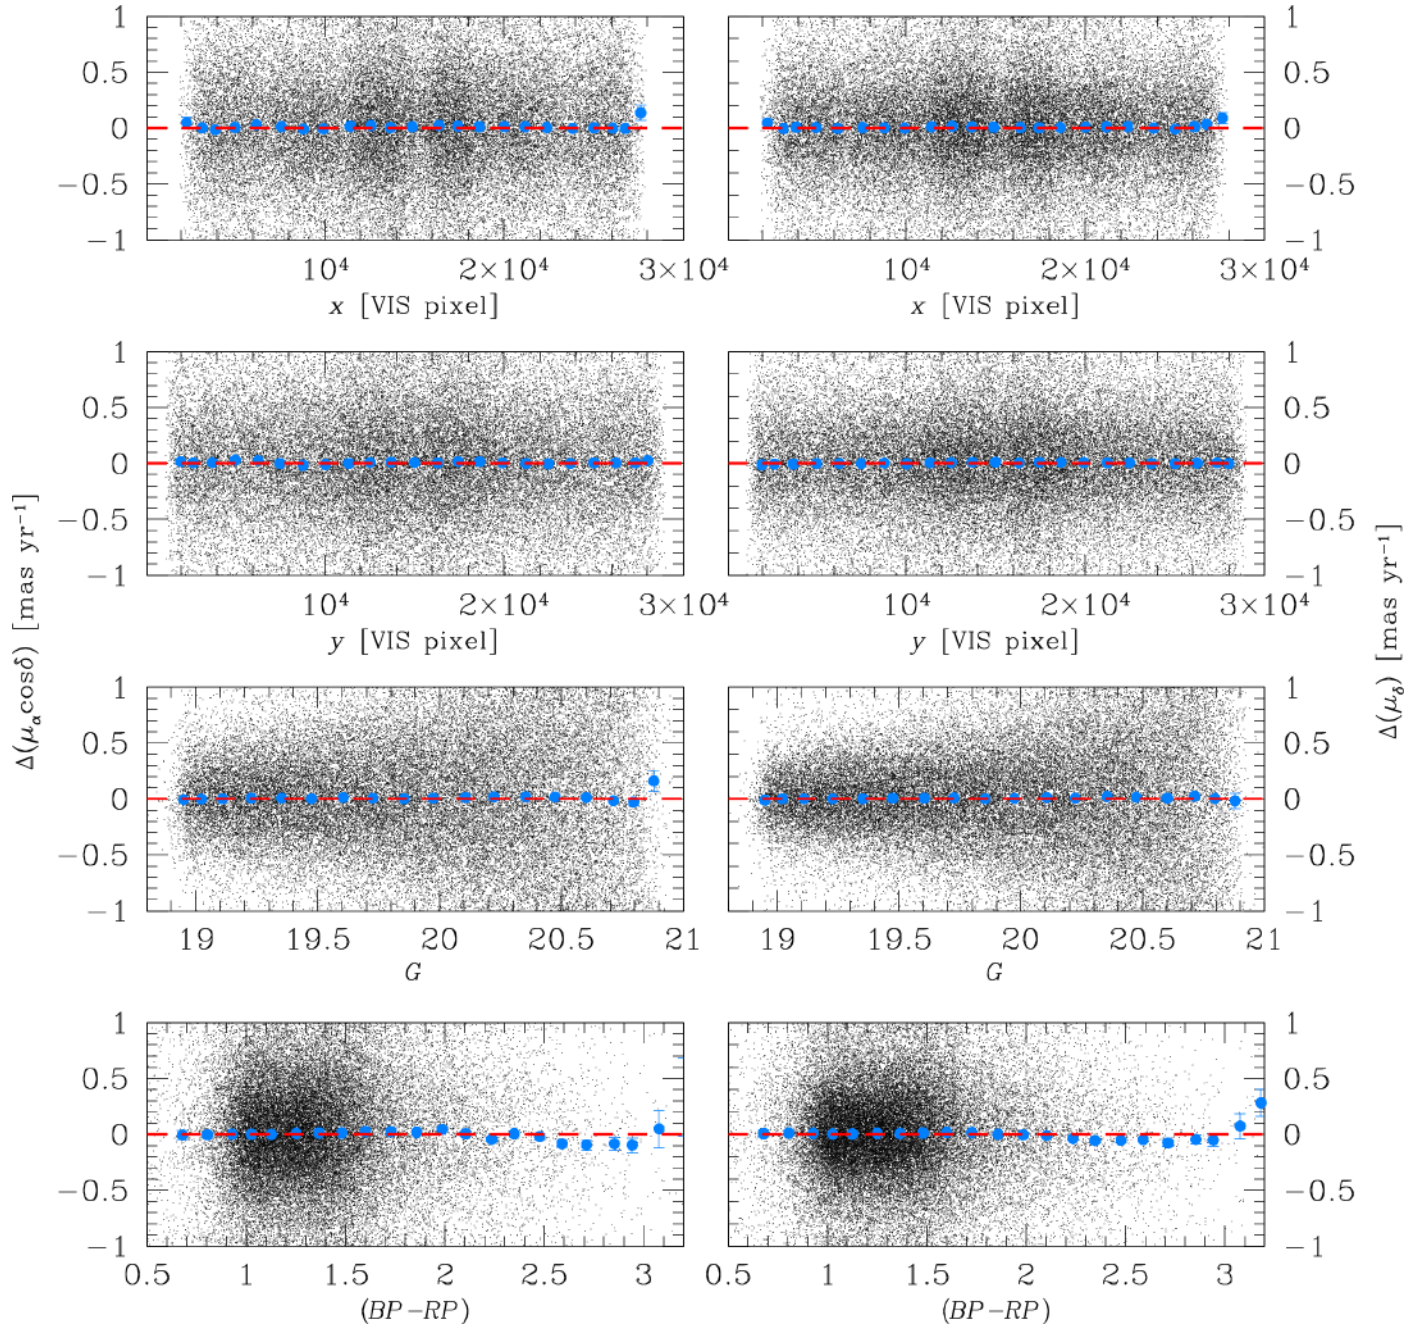 1 1
0.5 0.5
0 0
−0.5 −0.5
−1 −1
10⁴ 2×10⁴ 3×10⁴ 10⁴ 2×10⁴ 3×10⁴
x [VIS pixel] x [VIS pixel]
1 1
0.5 0.5
0 0
−0.5 −0.5
−1 −1
10⁴ 2×10⁴ 3×10⁴ 10⁴ 2×10⁴ 3×10⁴
y [VIS pixel] y [VIS pixel]
Δ(μ_α cosδ) [mas yr⁻¹]
Δ(μ_δ) [mas yr⁻¹]
1 1
0.5 0.5
0 0
−0.5 −0.5
−1 −1
19 19.5 20 20.5 21 19 19.5 20 20.5 21
G G
1 1
0.5 0.5
0 0
−0.5 −0.5
−1 −1
0.5 1 1.5 2 2.5 3 0.5 1 1.5 2 2.5 3
(BP−RP) (BP−RP)